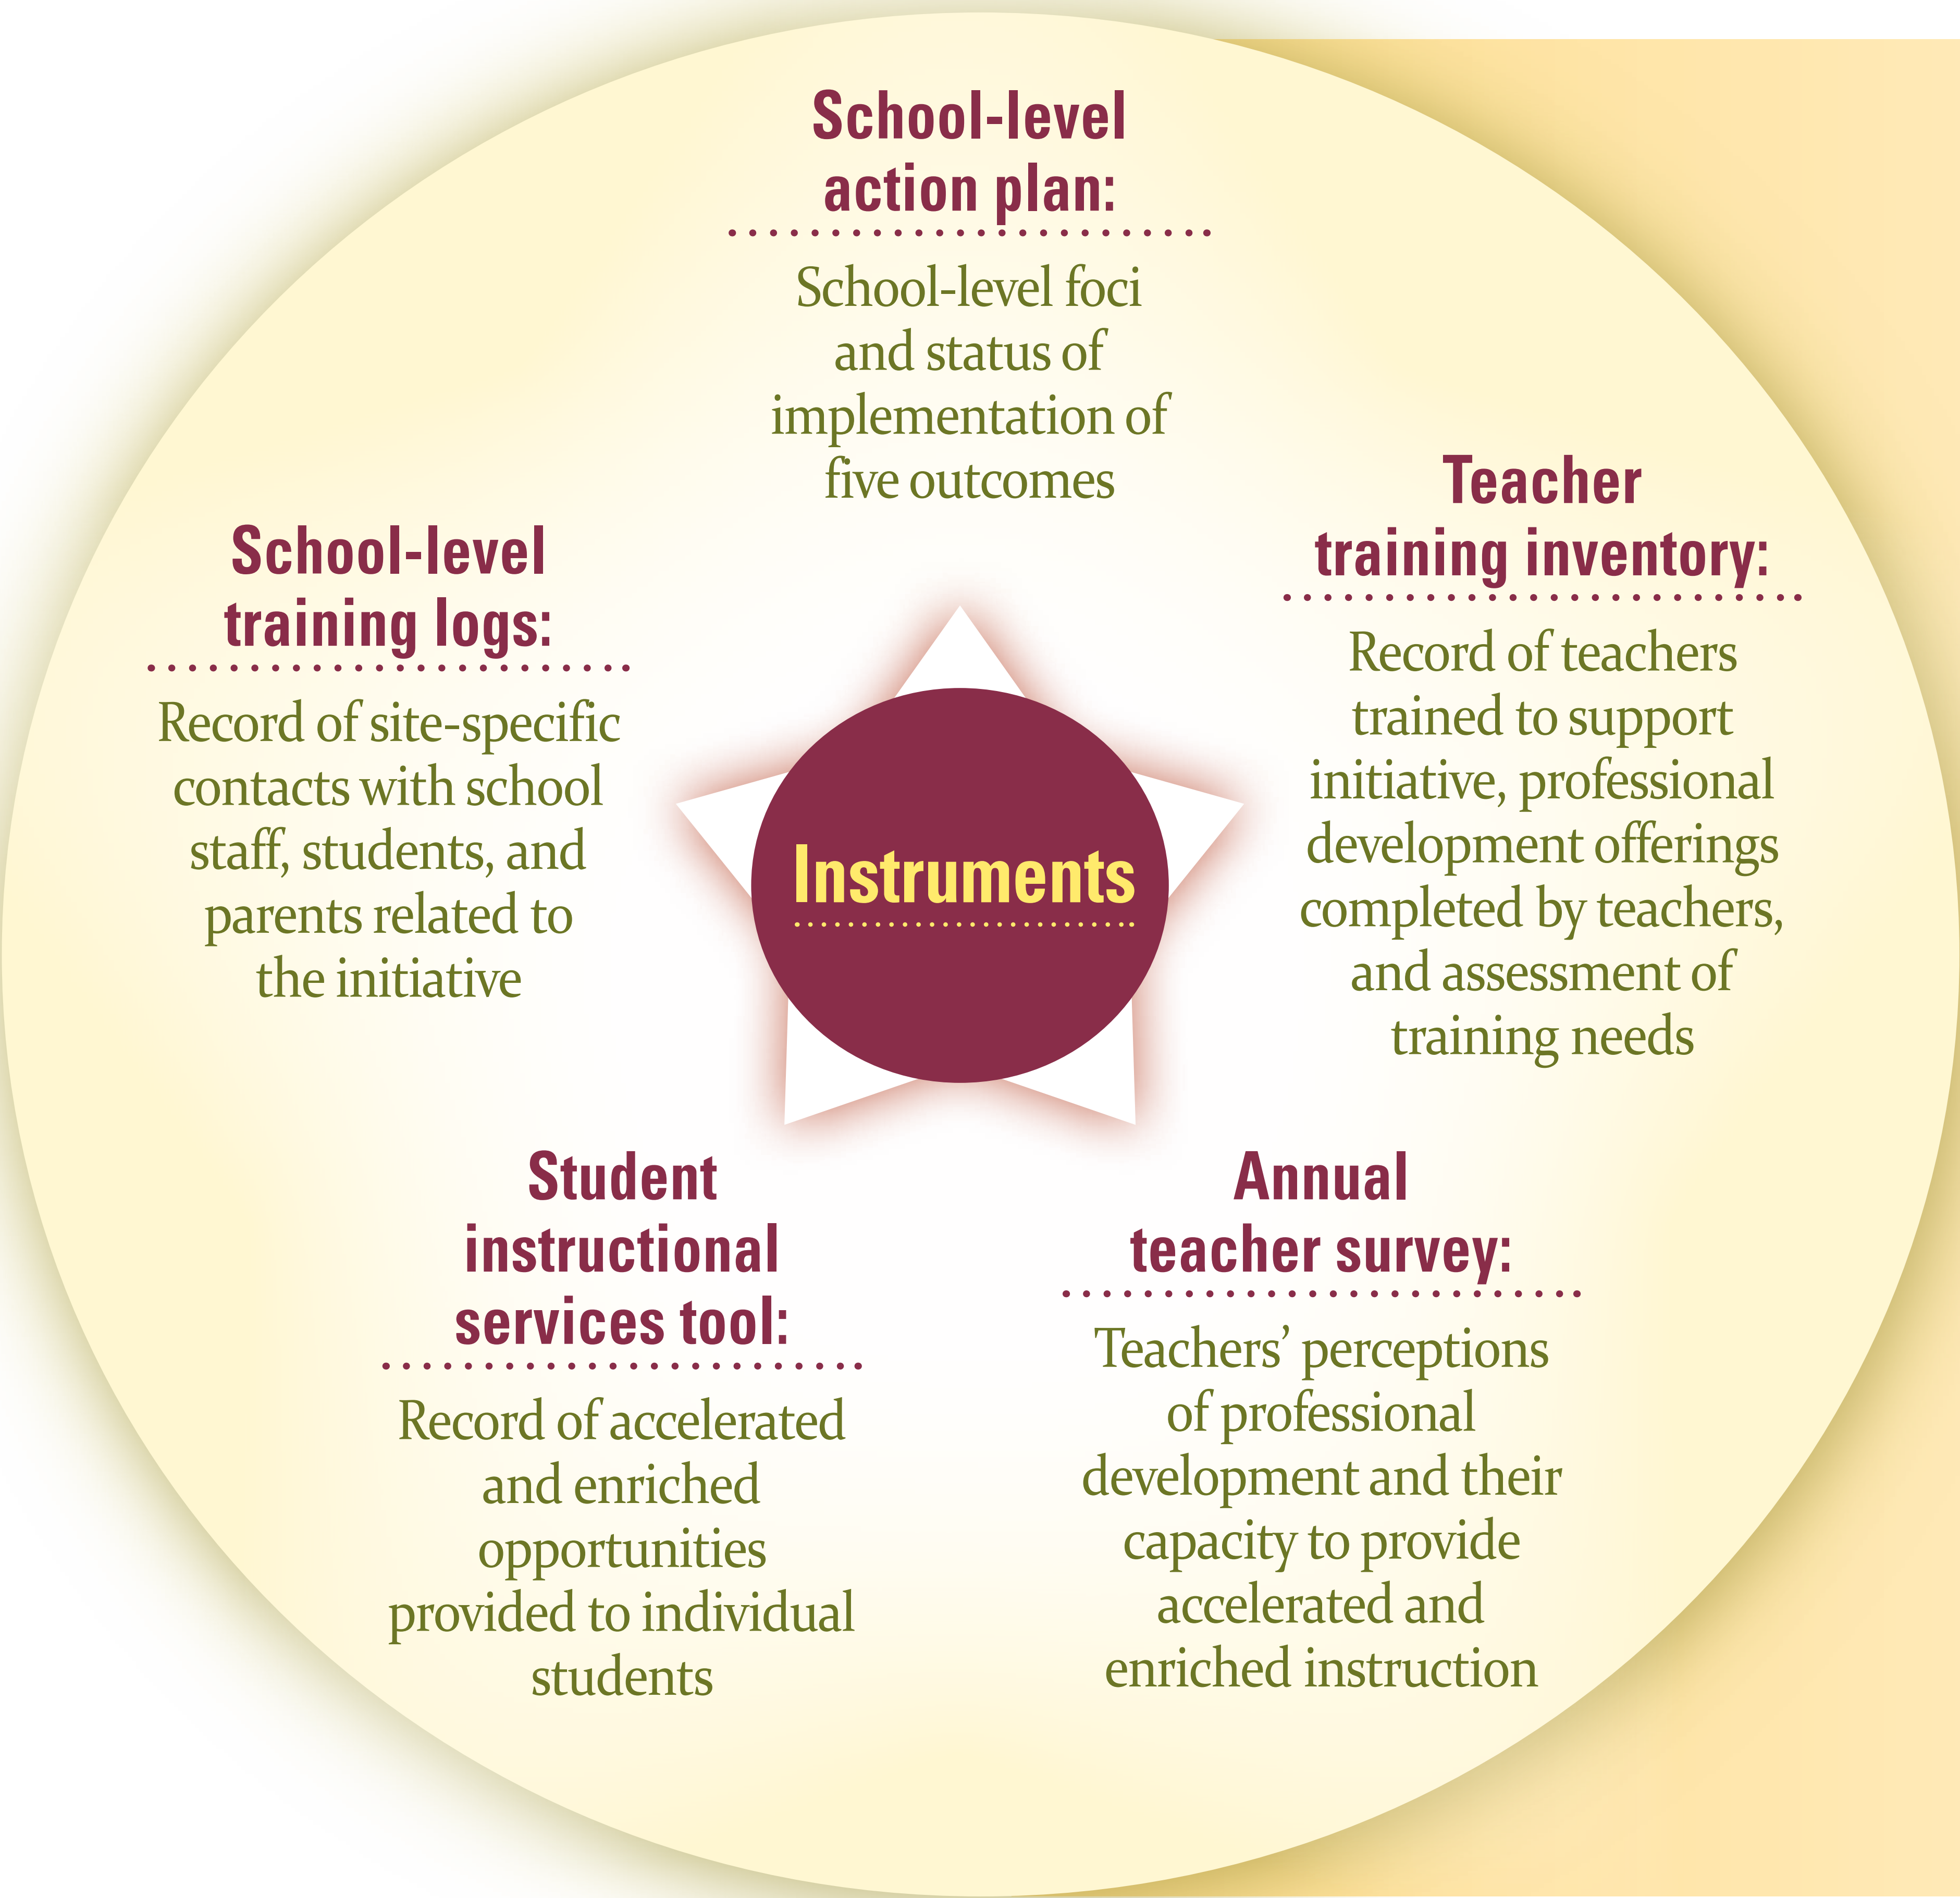 School-level
action plan:
School-level foci
and status of
implementation of
five outcomes
Teacher
training inventory:
Record of teachers
trained to support
initiative, professional
development offerings
completed by teachers,
and assessment of
training needs
Annual
teacher survey:
Teachers’ perceptions
of professional
development and their
capacity to provide
accelerated and
enriched instruction
Student
instructional
services tool:
Record of accelerated
and enriched
opportunities
provided to individual
students
School-level
training logs:
Record of site-specific
contacts with school
staff, students, and
parents related to
the initiative
Instruments